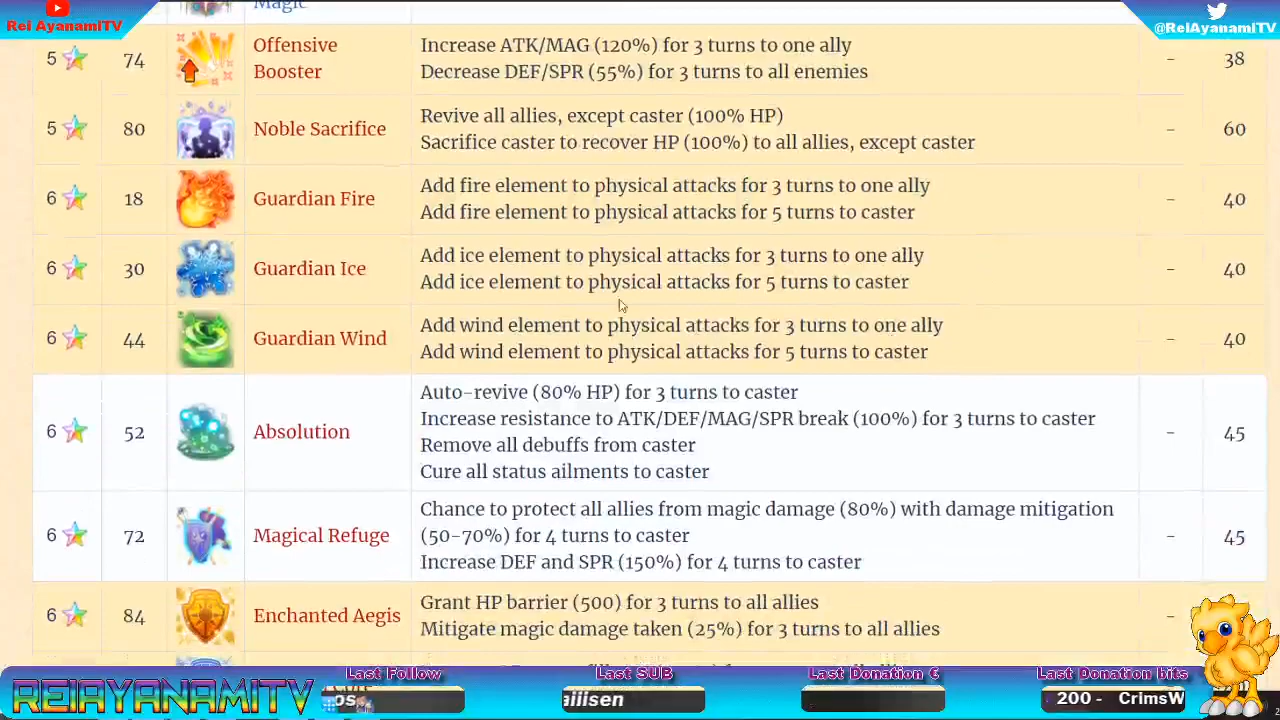 Rei AyanamiTV
Magic
@ReiAyanamiTV
5 74 Offensive Booster Increase ATK/MAG (120%) for 3 turns to one ally - 38
Decrease DEF/SPR (55%) for 3 turns to all enemies
5 80 Noble Sacrifice Revive all allies, except caster (100% HP) - 60
Sacrifice caster to recover HP (100%) to all allies, except caster
6 18 Guardian Fire Add fire element to physical attacks for 3 turns to one ally - 40
Add fire element to physical attacks for 5 turns to caster
6 30 Guardian Ice Add ice element to physical attacks for 3 turns to one ally - 40
Add ice element to physical attacks for 5 turns to caster
6 44 Guardian Wind Add wind element to physical attacks for 3 turns to one ally - 40
Add wind element to physical attacks for 5 turns to caster
6 52 Absolution Auto-revive (80% HP) for 3 turns to caster - 45
Increase resistance to ATK/DEF/MAG/SPR break (100%) for 3 turns to caster
Remove all debuffs from caster
Cure all status ailments to caster
6 72 Magical Refuge Chance to protect all allies from magic damage (80%) with damage mitigation - 45
(50-70%) for 4 turns to caster
Increase DEF and SPR (150%) for 4 turns to caster
6 84 Enchanted Aegis Grant HP barrier (500) for 3 turns to all allies -
Mitigate magic damage taken (25%) for 3 turns to all allies
Last Follow Last SUB Last Donation € Last Donation bits
REIAYANAMITV 200 - CrimsW